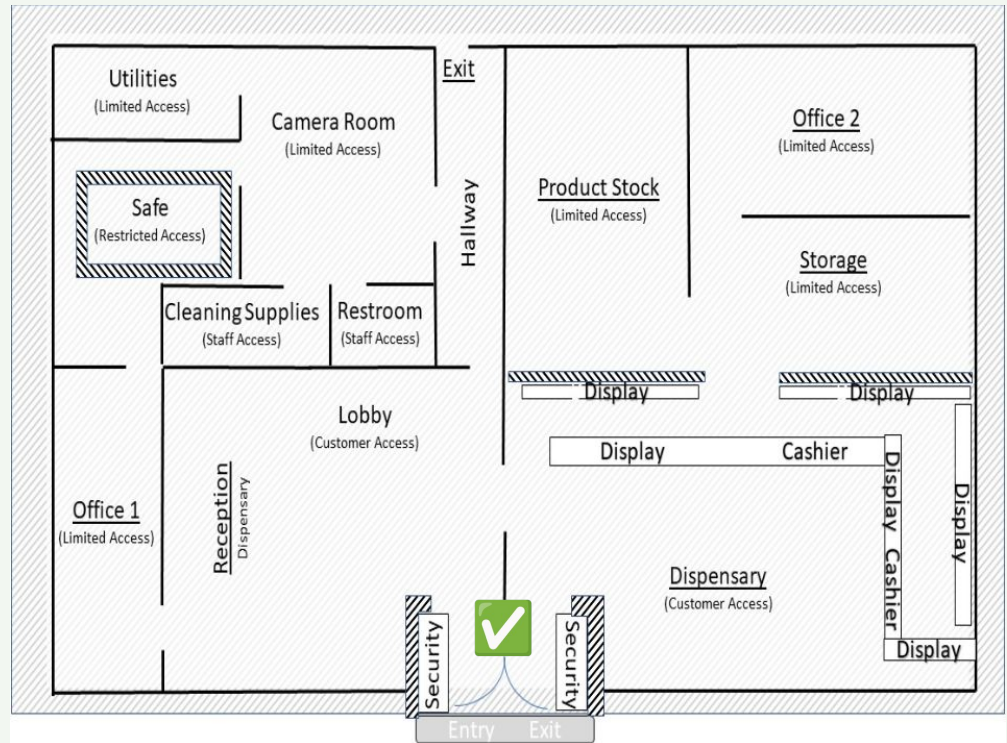 Utilities
(Limited Access)
Camera Room
(Limited Access)
Exit
Safe
(Restricted Access)
Hallway
Product Stock
(Limited Access)
Office 2
(Limited Access)
Storage
(Limited Access)
Cleaning Supplies
(Staff Access)
Restroom
(Staff Access)
Display
Display
Lobby
(Customer Access)
Display
Cashier
Office 1
(Limited Access)
Reception
Dispensary
Display Cashier
Display
Dispensary
(Customer Access)
Security
Security
Display
Entry
Exit